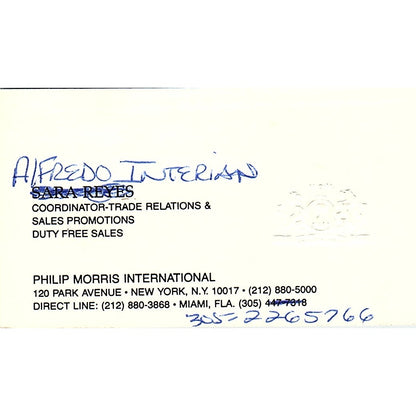 Alfredo Interian
SARA REYES
COORDINATOR-TRADE RELATIONS &
SALES PROMOTIONS
DUTY FREE SALES
PHILIP MORRIS INTERNATIONAL
120 PARK AVENUE • NEW YORK, N.Y. 10017 • (212) 880-5000
DIRECT LINE: (212) 880-3868 • MIAMI, FLA. (305) 447-7818
305-2265766